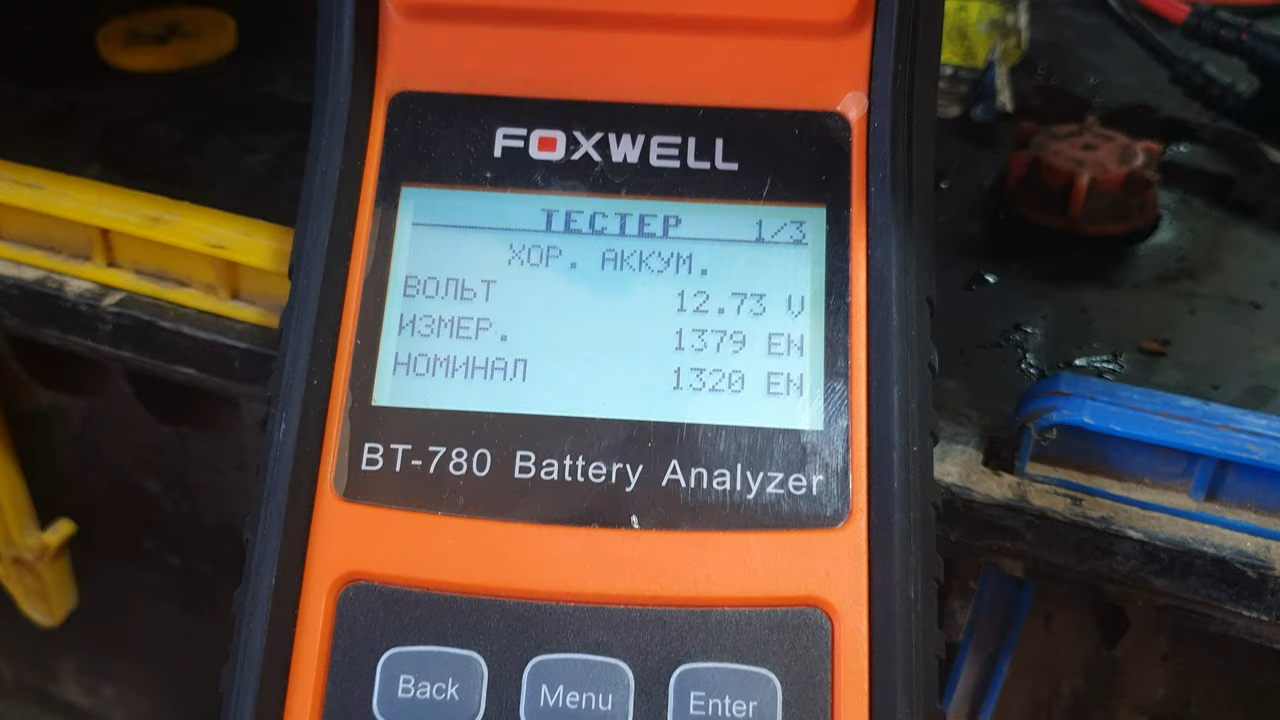 FOXWELL
ТЕСТЕР 1/3
ХОР. АККУМ.
ВОЛЬТ 12.73 V
ИЗМЕР. 1379 EN
НОМИНАЛ 1320 EN
BT-780 Battery Analyzer
Back Menu Enter